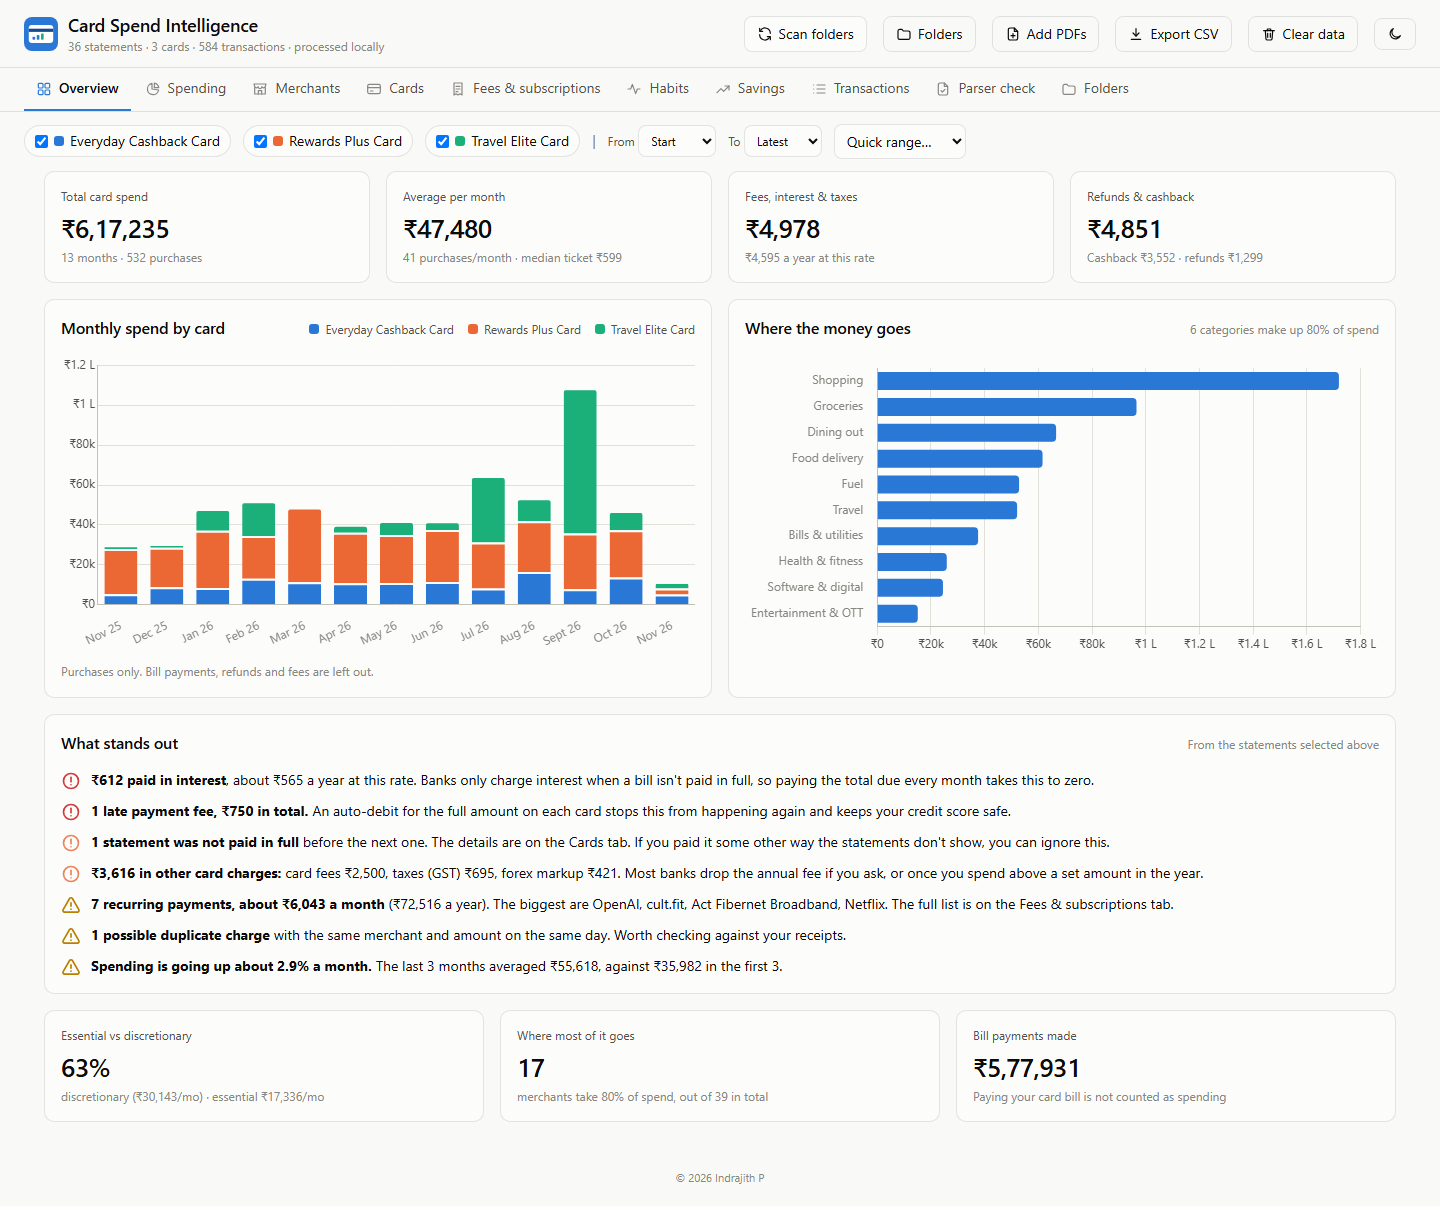 Card Spend Intelligence
36 statements · 3 cards · 584 transactions · processed locally
Scan folders
Folders
Add PDFs
Export CSV
Clear data
Overview
Spending
Merchants
Cards
Fees & subscriptions
Habits
Savings
Transactions
Parser check
Folders
Everyday Cashback Card
Rewards Plus Card
Travel Elite Card
From
Start
To
Latest
Quick range...
Total card spend
₹6,17,235
13 months · 532 purchases
Average per month
₹47,480
41 purchases/month · median ticket ₹599
Fees, interest & taxes
₹4,978
₹4,595 a year at this rate
Refunds & cashback
₹4,851
Cashback ₹3,552 · refunds ₹1,299
Monthly spend by card
Everyday Cashback Card
Rewards Plus Card
Travel Elite Card
₹1.2 L
₹1 L
₹80k
₹60k
₹40k
₹20k
₹0
Nov 25
Dec 25
Jan 26
Feb 26
Mar 26
Apr 26
May 26
Jun 26
Jul 26
Aug 26
Sept 26
Oct 26
Nov 26
Purchases only. Bill payments, refunds and fees are left out.
Where the money goes
6 categories make up 80% of spend
Shopping
Groceries
Dining out
Food delivery
Fuel
Travel
Bills & utilities
Health & fitness
Software & digital
Entertainment & OTT
₹0
₹20k
₹40k
₹60k
₹80k
₹1 L
₹1.2 L
₹1.4 L
₹1.6 L
₹1.8 L
What stands out
From the statements selected above
₹612 paid in interest, about ₹565 a year at this rate. Banks only charge interest when a bill isn't paid in full, so paying the total due every month takes this to zero.
1 late payment fee, ₹750 in total. An auto-debit for the full amount on each card stops this from happening again and keeps your credit score safe.
1 statement was not paid in full before the next one. The details are on the Cards tab. If you paid it some other way the statements don't show, you can ignore this.
₹3,616 in other card charges: card fees ₹2,500, taxes (GST) ₹695, forex markup ₹421. Most banks drop the annual fee if you ask, or once you spend above a set amount in the year.
7 recurring payments, about ₹6,043 a month (₹72,516 a year). The biggest are OpenAI, cult.fit, Act Fibernet Broadband, Netflix. The full list is on the Fees & subscriptions tab.
1 possible duplicate charge with the same merchant and amount on the same day. Worth checking against your receipts.
Spending is going up about 2.9% a month. The last 3 months averaged ₹55,618, against ₹35,982 in the first 3.
Essential vs discretionary
63%
discretionary (₹30,143/mo) · essential ₹17,336/mo
Where most of it goes
17
merchants take 80% of spend, out of 39 in total
Bill payments made
₹5,77,931
Paying your card bill is not counted as spending
© 2026 Indrajith P